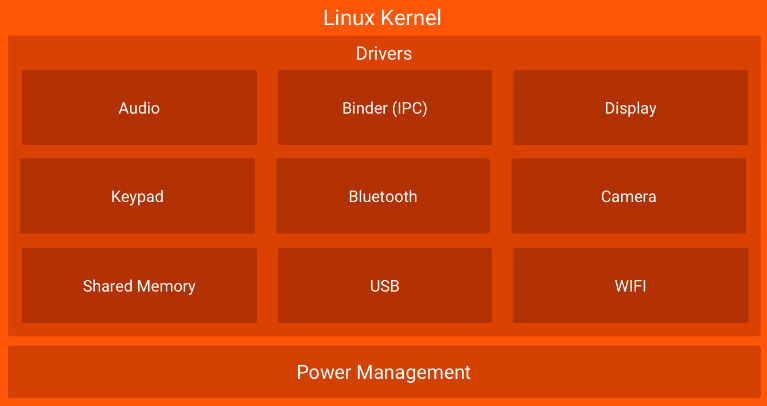 Linux Kernel
Drivers
Audio
Binder (IPC)
Display
Keypad
Bluetooth
Camera
Shared Memory
USB
WIFI
Power Management